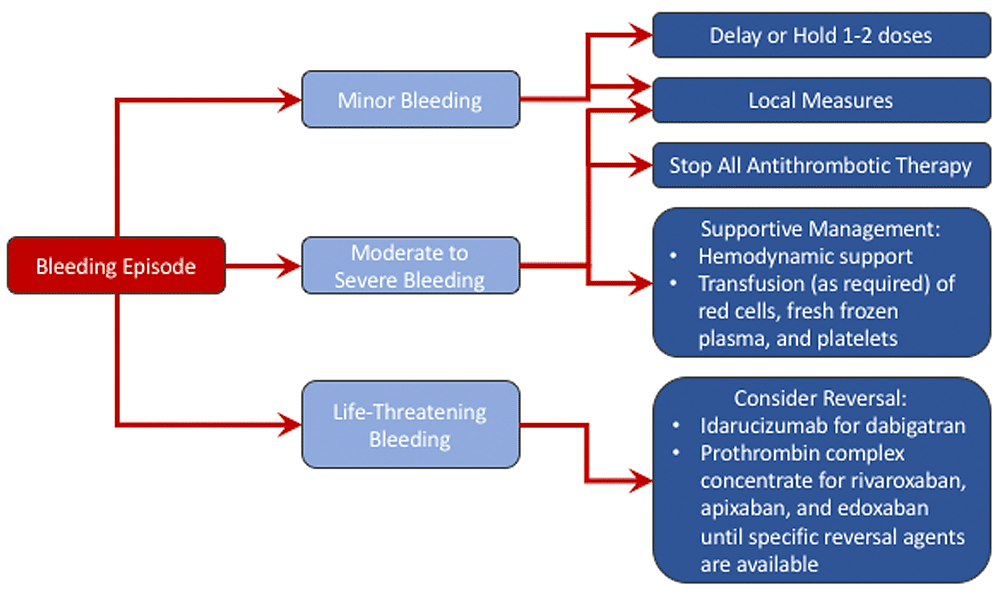 Bleeding Episode
Minor Bleeding
Moderate to
Severe Bleeding
Life-Threatening
Bleeding
Delay or Hold 1-2 doses
Local Measures
Stop All Antithrombotic Therapy
Supportive Management:
• Hemodynamic support
• Transfusion (as required) of
red cells, fresh frozen
plasma, and platelets
Consider Reversal:
• Idarucizumab for dabigatran
• Prothrombin complex
concentrate for rivaroxaban,
apixaban, and edoxaban
until specific reversal agents
are available